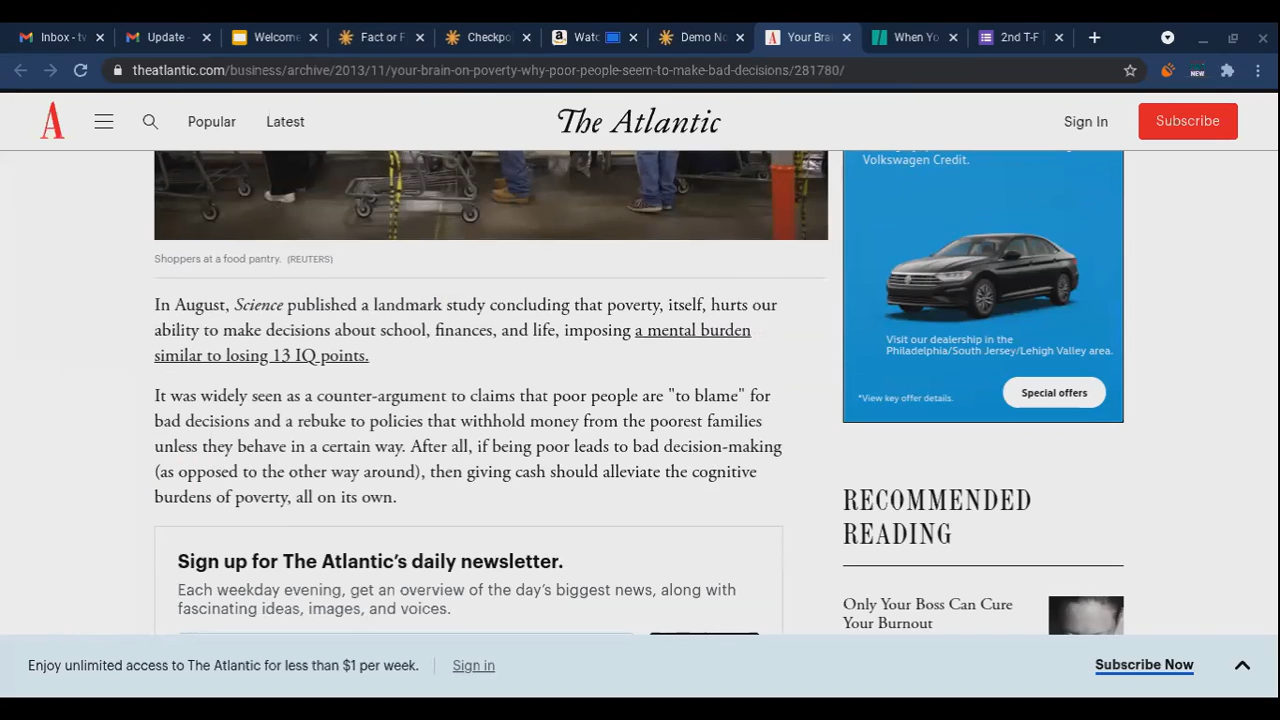 Inbox - tv
Update -
Welcome
Fact or F
Checkpo
Watc
Demo No
Your Brai
When Yo
2nd T-F
theatlantic.com/business/archive/2013/11/your-brain-on-poverty-why-poor-people-seem-to-make-bad-decisions/281780/
NEW
Popular
Latest
The Atlantic
Sign In
Subscribe
Volkswagen Credit.
Shoppers at a food pantry. (REUTERS)
In August, Science published a landmark study concluding that poverty, itself, hurts our
ability to make decisions about school, finances, and life, imposing a mental burden
similar to losing 13 IQ points.
It was widely seen as a counter-argument to claims that poor people are "to blame" for
bad decisions and a rebuke to policies that withhold money from the poorest families
unless they behave in a certain way. After all, if being poor leads to bad decision-making
(as opposed to the other way around), then giving cash should alleviate the cognitive
burdens of poverty, all on its own.
Sign up for The Atlantic's daily newsletter.
Each weekday evening, get an overview of the day's biggest news, along with
fascinating ideas, images, and voices.
Visit our dealership in the
Philadelphia/South Jersey/Lehigh Valley area.
*View key offer details.
Special offers
RECOMMENDED
READING
Only Your Boss Can Cure
Your Burnout
Enjoy unlimited access to The Atlantic for less than $1 per week.
Sign in
Subscribe Now